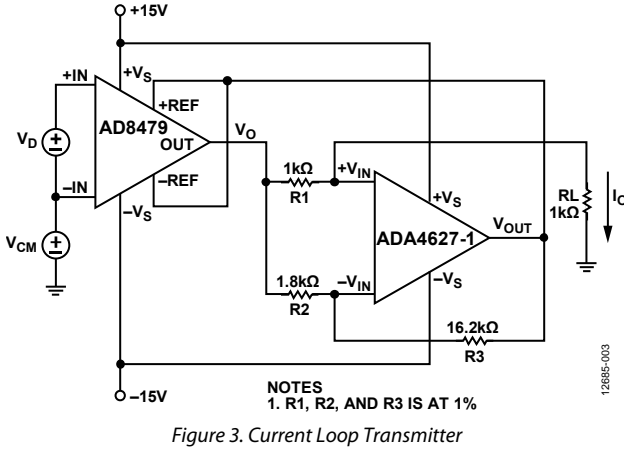 +15V
+IN
+VS
+REF
AD8479
OUT
VO
VD
–IN
–REF
–VS
VCM
1kΩ
R1
+VIN
+VS
ADA4627-1
VOUT
RL
1kΩ
IO
1.8kΩ
R2
–VIN
–VS
16.2kΩ
R3
–15V
NOTES
1. R1, R2, AND R3 IS AT 1%
12685-003
Figure 3. Current Loop Transmitter